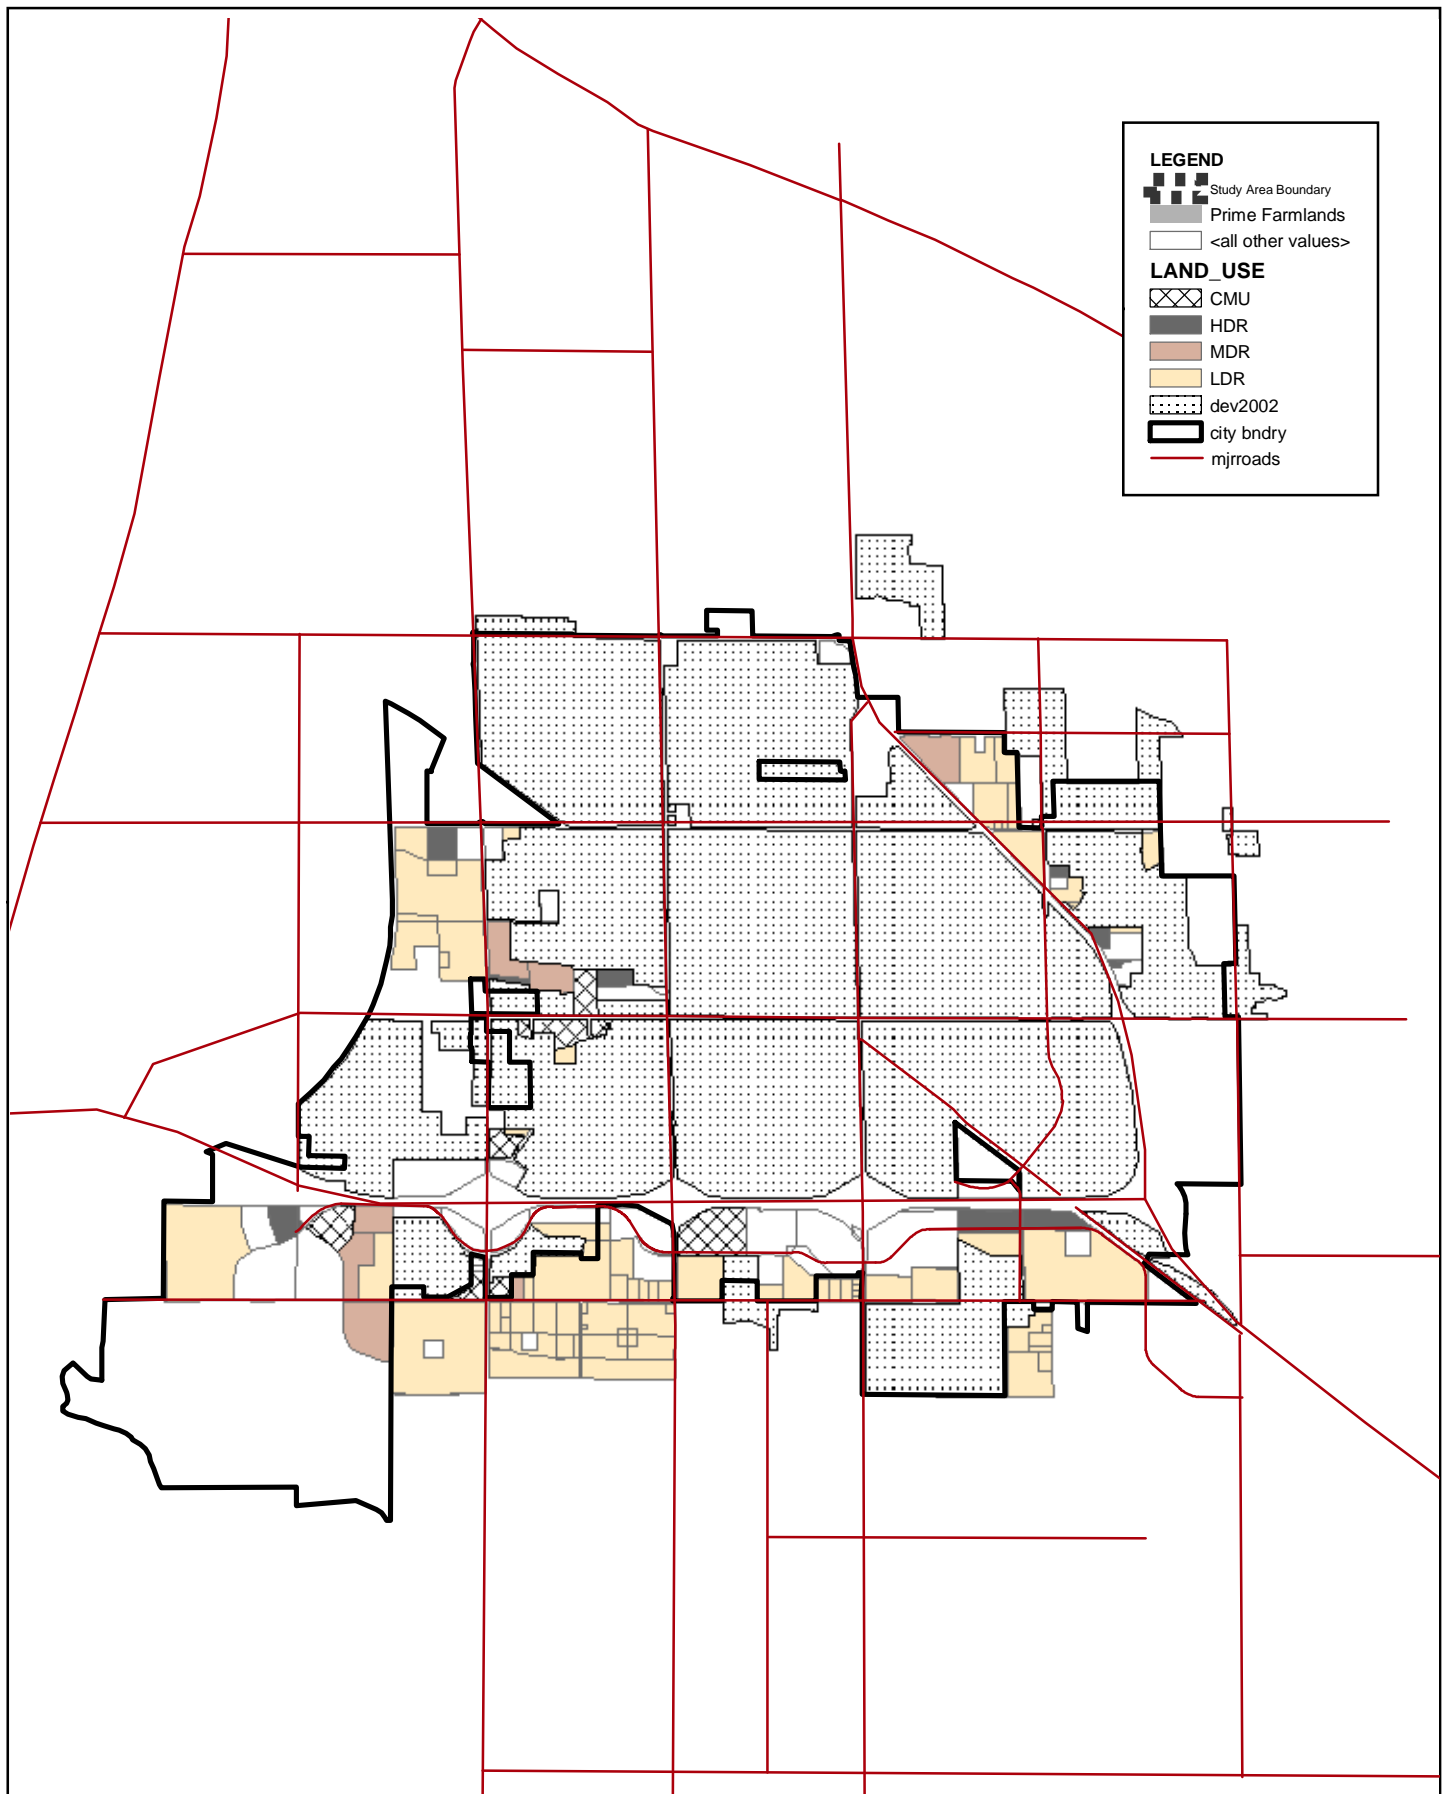 LEGEND
Study Area Boundary
Prime Farmlands
<all other values>
LAND_USE
CMU
HDR
MDR
LDR
dev2002
city bndry
mjrroads